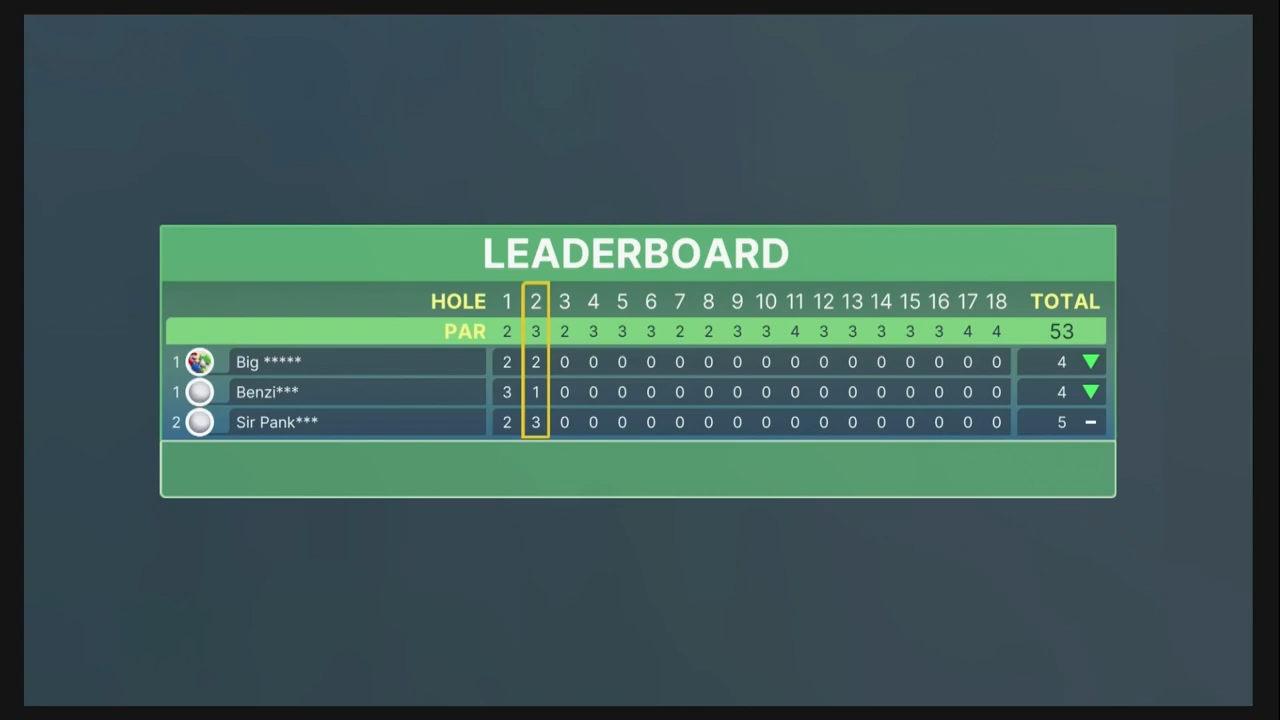 LEADERBOARD
HOLE 1 2 3 4 5 6 7 8 9 10 11 12 13 14 15 16 17 18 TOTAL
PAR 2 3 2 3 3 3 2 2 3 3 4 3 3 3 3 3 4 4 53
1 Big ***** 2 2 0 0 0 0 0 0 0 0 0 0 0 0 0 0 0 0 4
1 Benzi*** 3 1 0 0 0 0 0 0 0 0 0 0 0 0 0 0 0 0 4
2 Sir Pank*** 2 3 0 0 0 0 0 0 0 0 0 0 0 0 0 0 0 0 5 -